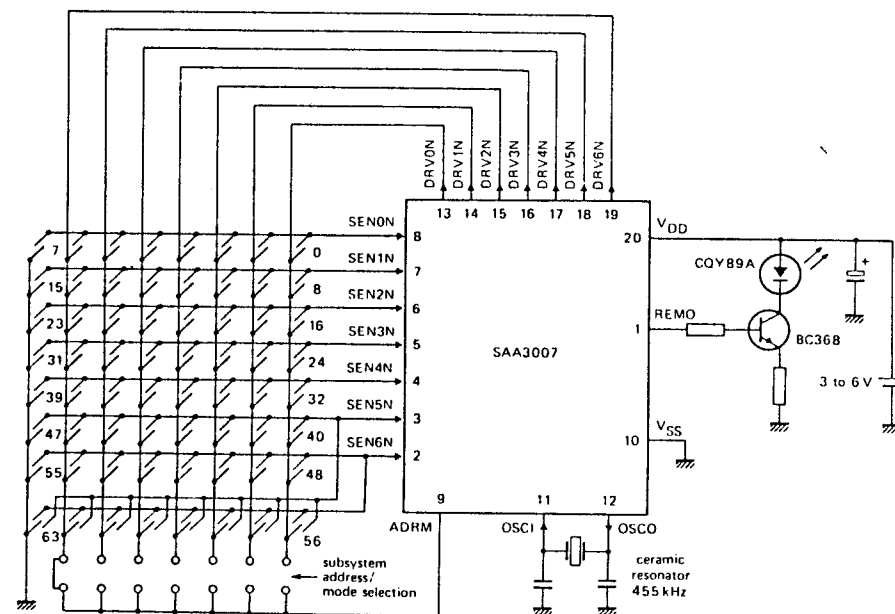 DRV0N
DRV1N
DRV2N
DRV3N
DRV4N
DRV5N
DRV6N
13 14 15 16 17 18 19
SEN0N
8
7 0
SEN1N
7
15 8
SEN2N
6
23 16
SEN3N
5
31 24
SEN4N
4
39 32
SEN5N
3
47 40
SEN6N
2
55 48
63 56
SAA3007
20
VDD
CQY89A
+
REMO
1
BC368
3 to 6 V
VSS
10
9 11 12
ADRM
OSCI
OSCO
subsystem
address/
mode selection
ceramic
resonator
455 kHz